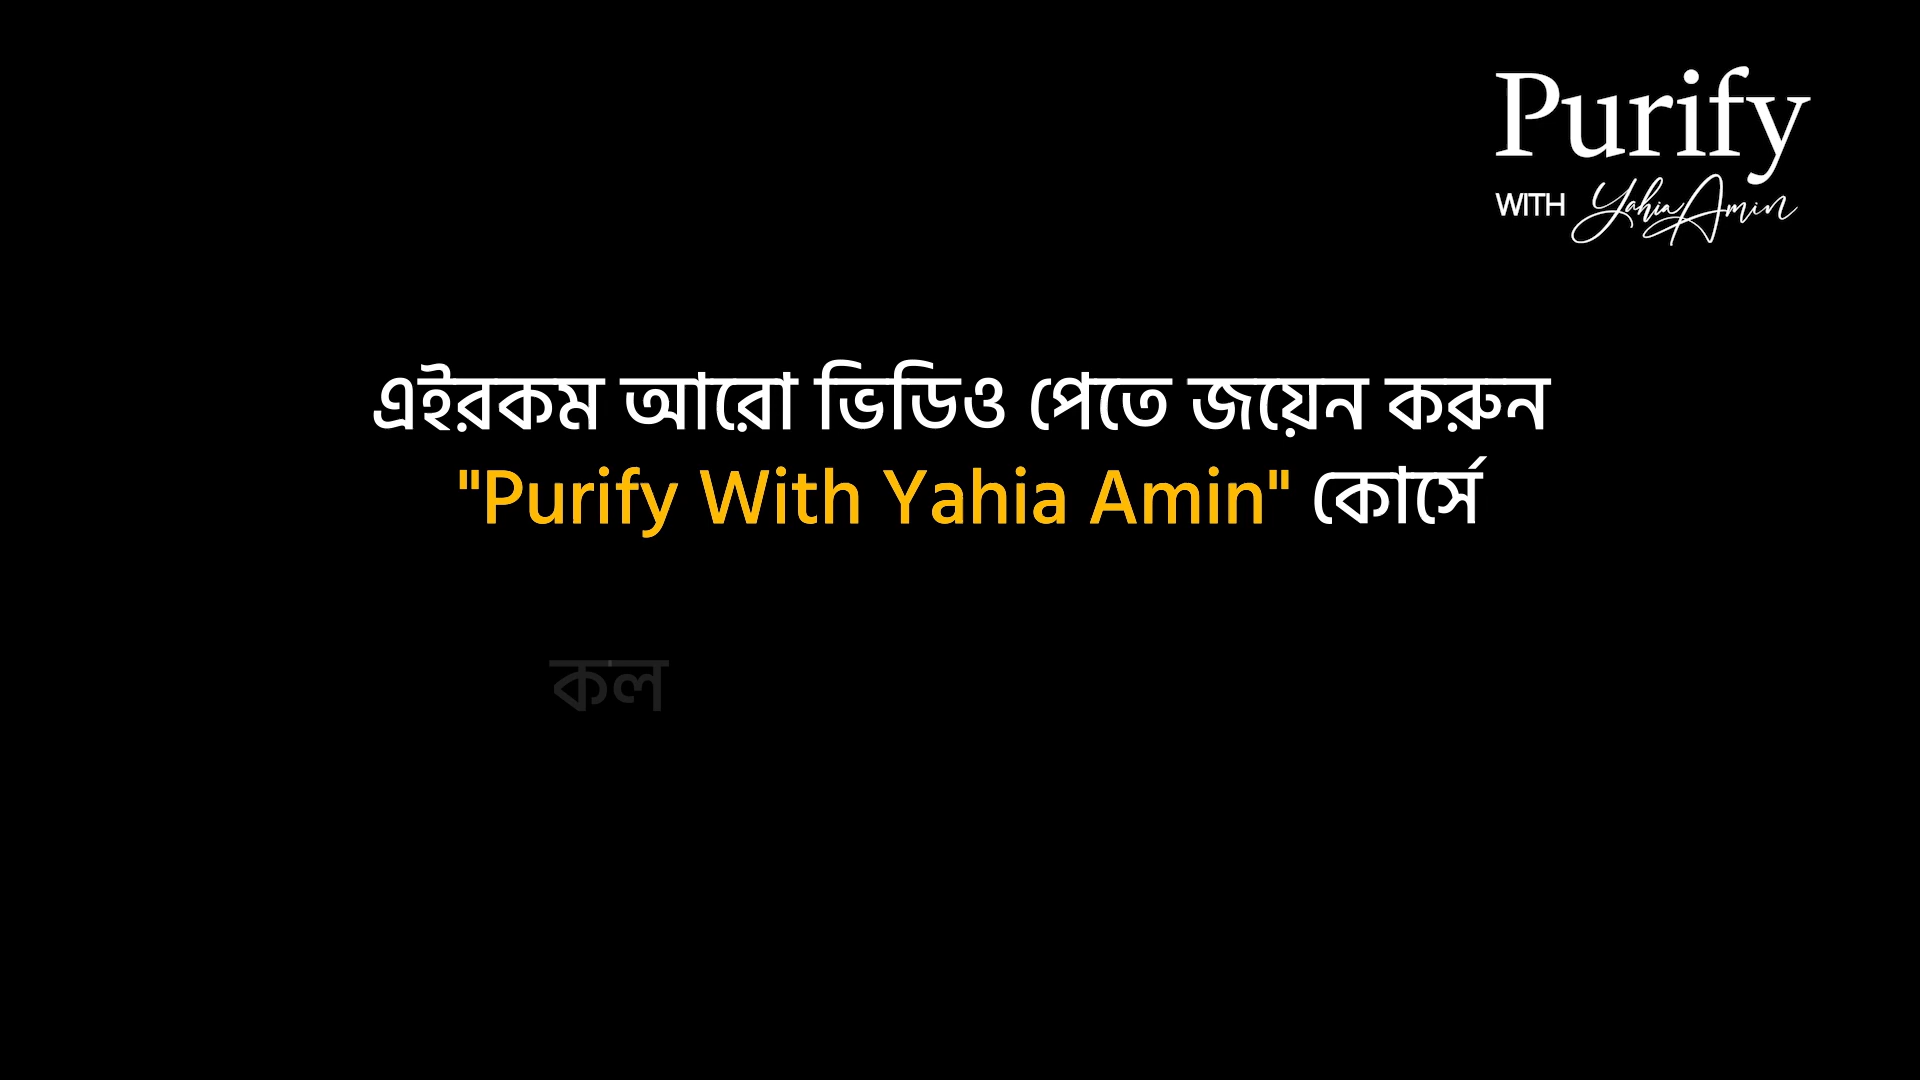 Purify
WITH Yahia Amin
এইরকম আরো ভিডিও পেতে জয়েন করুন
"Purify With Yahia Amin" কোর্সে
কল